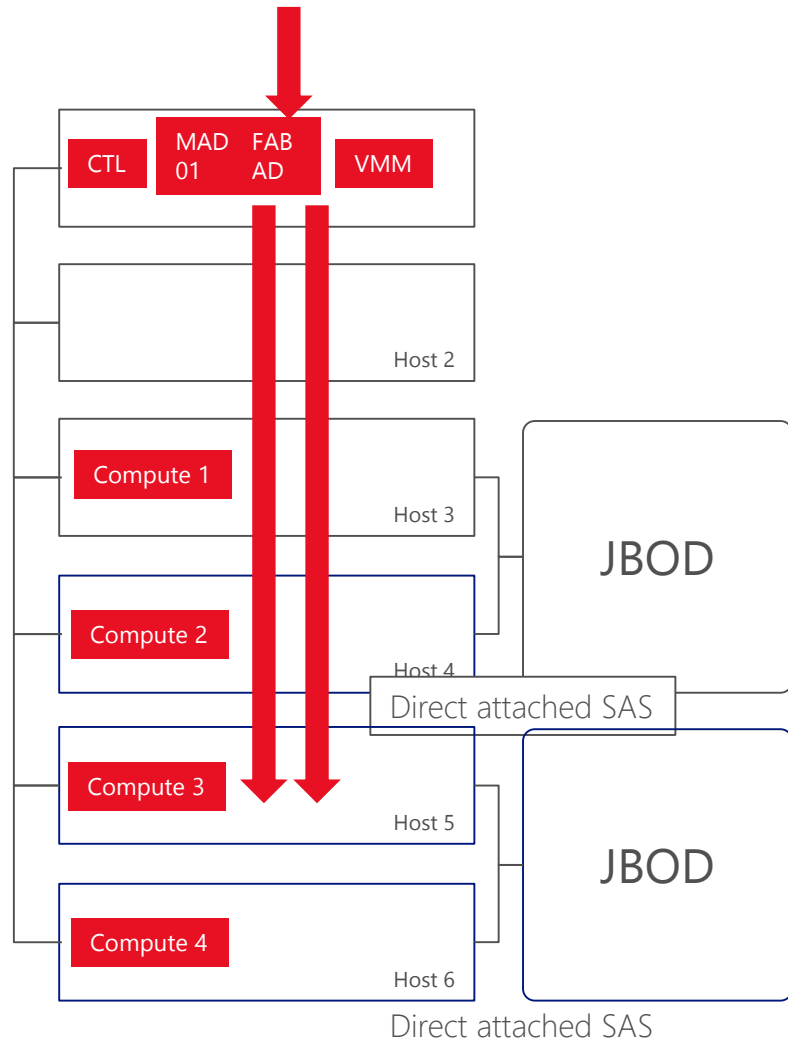 CTL
MAD FAB
01 AD
VMM
Host 2
Compute 1
Host 3
JBOD
Compute 2
Host 4
Direct attached SAS
Compute 3
Host 5
JBOD
Compute 4
Host 6
Direct attached SAS